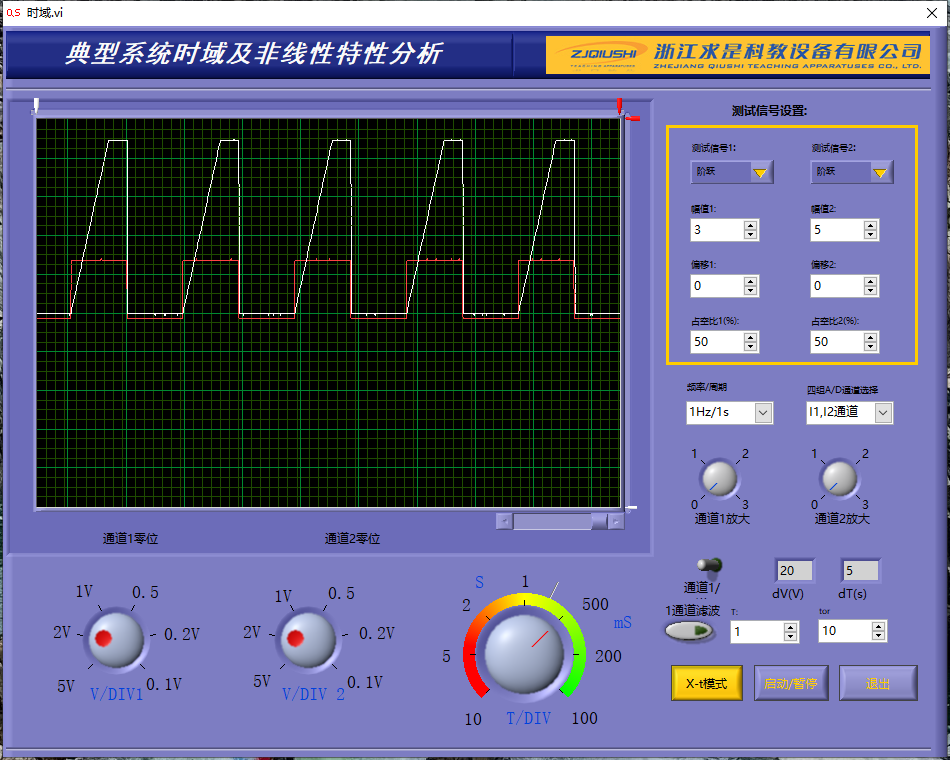 时域.vi
典型系统时域及非线性特性分析
ZJQIUSHI 浙江求是科教设备有限公司
ZHEJIANG QIUSHI TEACHING APPARATUSES CO., LTD.
测试信号设置:
测试信号1: 测试信号2:
阶跃 阶跃
幅值1: 幅值2:
3 5
偏移1: 偏移2:
0 0
占空比1(%): 占空比2(%):
50 50
频率/周期 四组A/D通道选择
1Hz/1s I1,I2通道
1 2 1 2
0 3 0 3
通道1放大 通道2放大
通道1零位 通道2零位
1V 0.5
2V 0.2V
5V 0.1V
V/DIV1
1V 0.5
2V 0.2V
5V 0.1V
V/DIV 2
S 1
2 500
mS
5 200
10 T/DIV 100
通道1/
20 5
dV(V) dT(s)
1通道滤波 T: tor
1 10
X-t模式 启动/暂停 退出